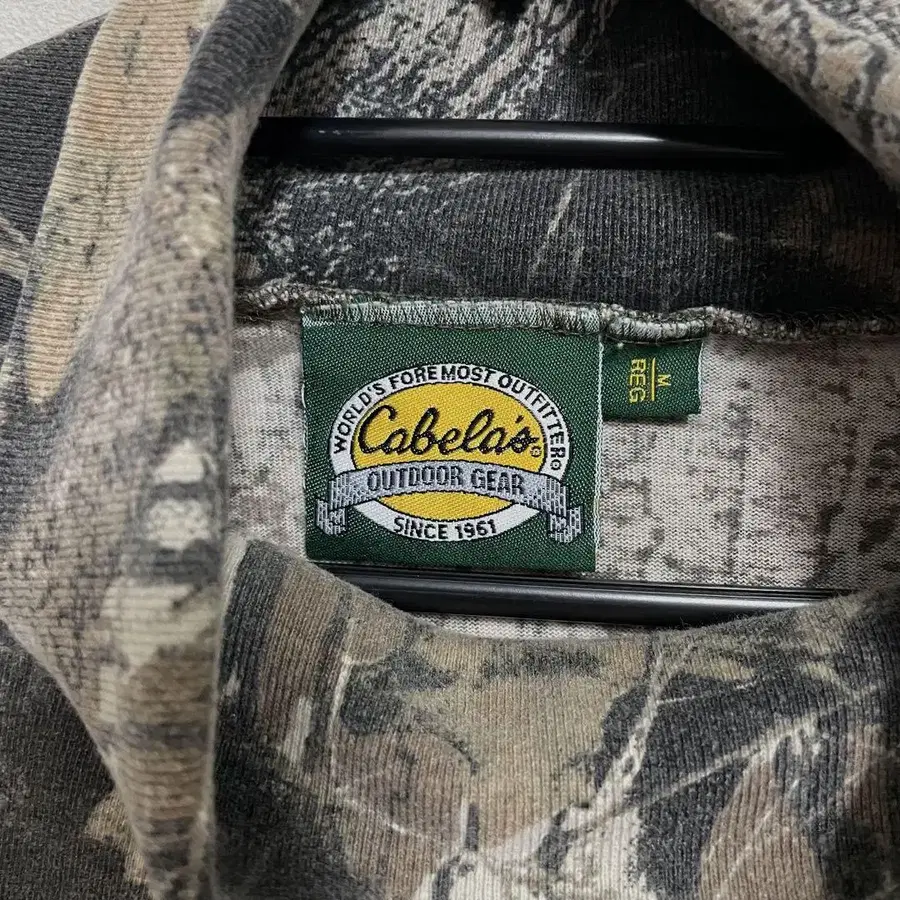 WORLD'S FOREMOST OUTFITTER®
Cabela's®
OUTDOOR GEAR
SINCE 1961
M
REG